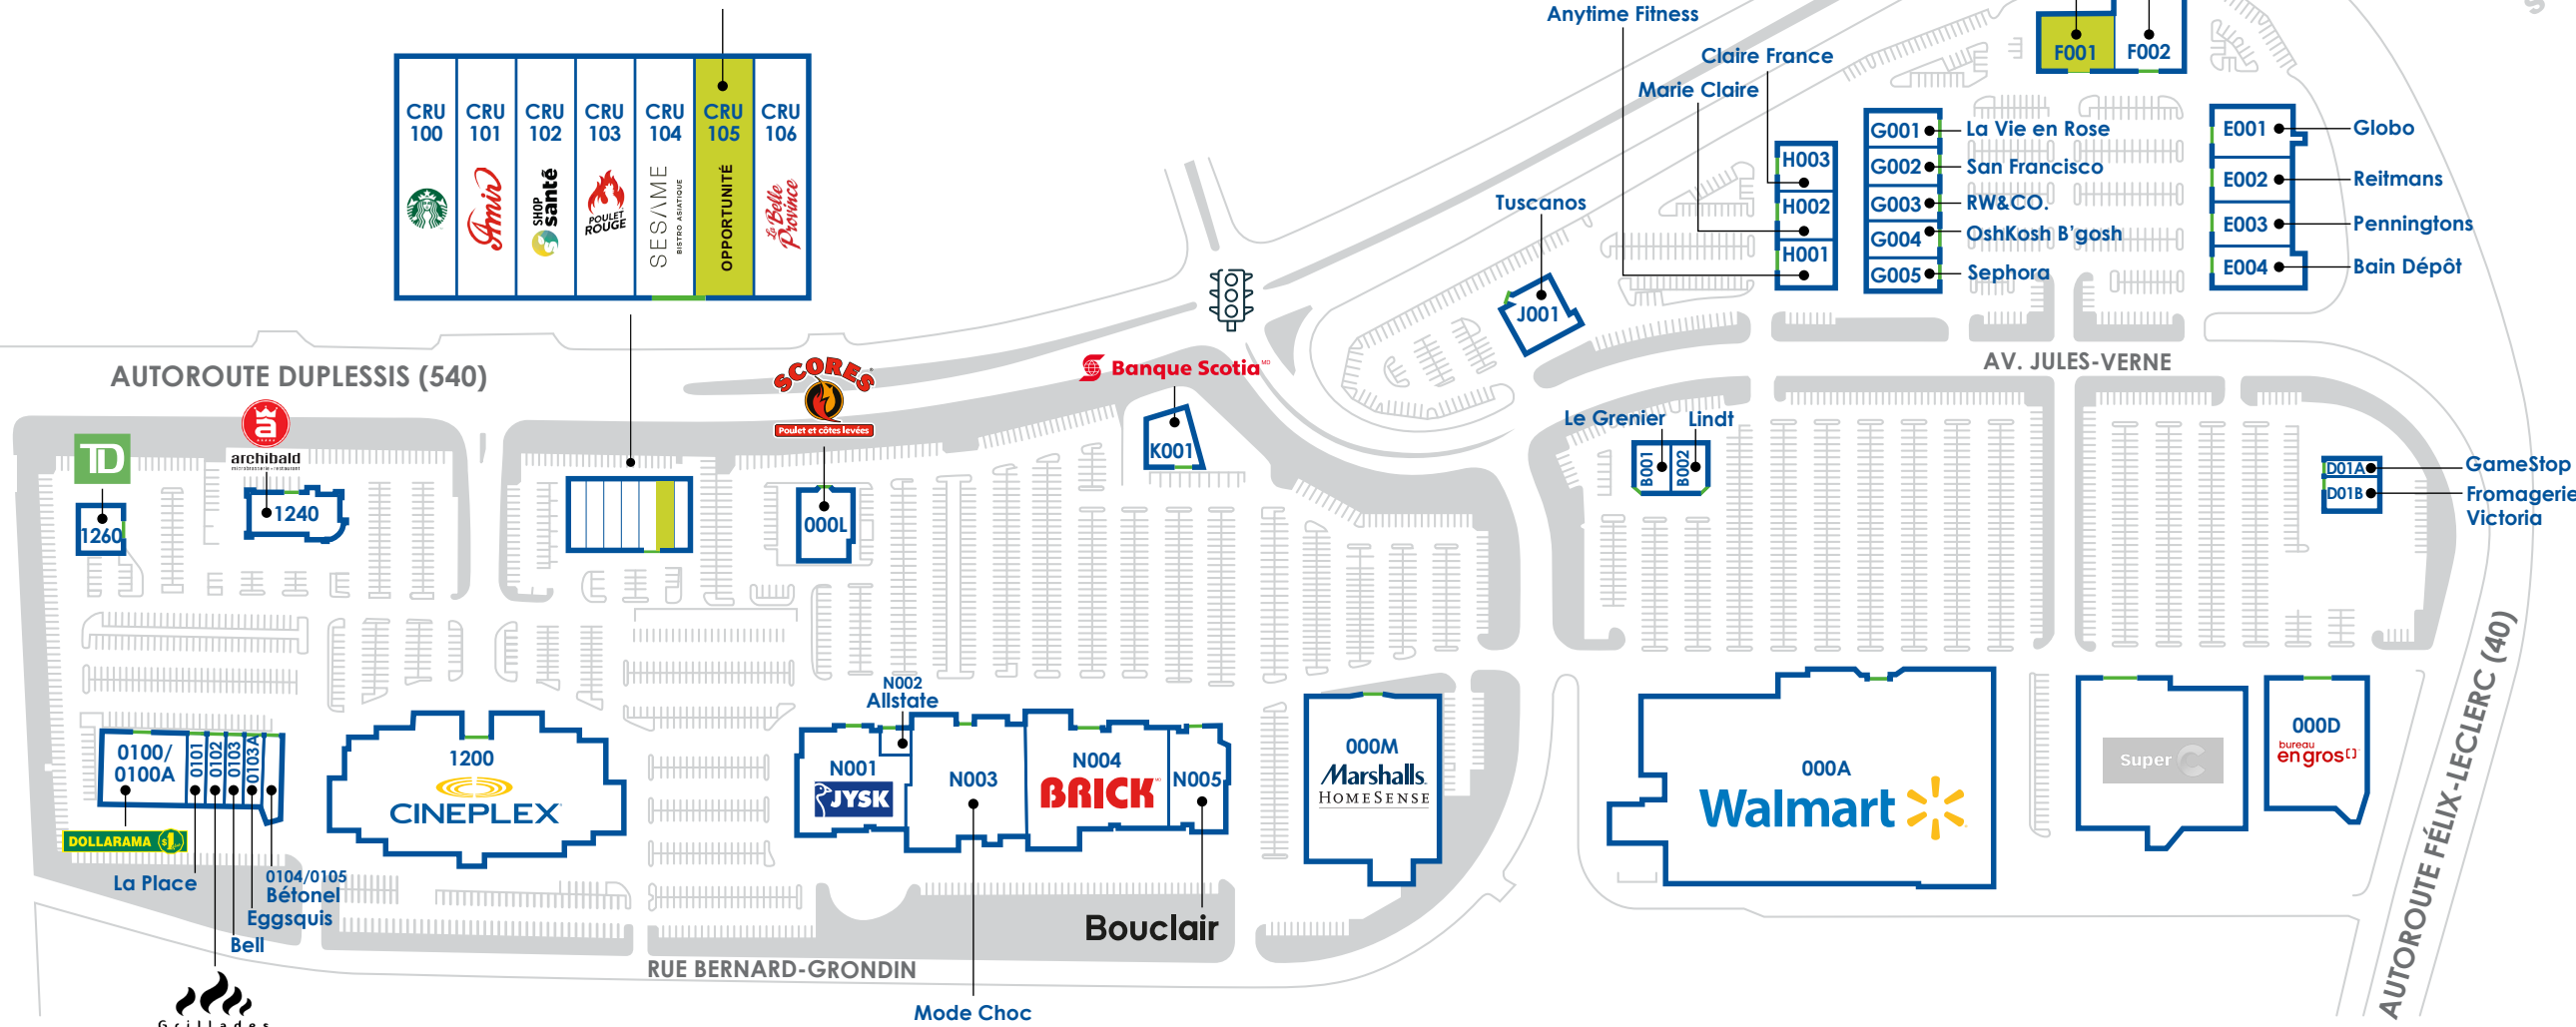 Anytime Fitness
Claire France
Marie Claire
F001
F002
CRU
100
CRU
101
Amir
CRU
102
SHOP
santé
CRU
103
POULET
ROUGE
CRU
104
SESAME
BISTRO ASIATIQUE
CRU
105
OPPORTUNITÉ
CRU
106
La Belle
Province
H003
H002
H001
G001
La Vie en Rose
G002
San Francisco
G003
RW&CO.
G004
OshKosh B'gosh
G005
Sephora
E001
Globo
E002
Reitmans
E003
Penningtons
E004
Bain Dépôt
Tuscanos
J001
AUTOROUTE DUPLESSIS (540)
SCORES
Poulet et côtes levées
Banque Scotia MD
AV. JULES-VERNE
TD
1260
archibald
microbrasserie • restaurant
1240
000L
K001
Le Grenier
Lindt
B001
B002
D01A
GameStop
D01B
Fromagerie
Victoria
N002
Allstate
0100/
0100A
0101
0102
0103
0103A
DOLLARAMA $1
La Place
0104/0105
Bétonel
Eggsquis
Bell
Grillades
1200
CINEPLEX
N001
JYSK
N003
N004
BRICK
N005
000M
Marshalls
HOMESENSE
000A
Walmart
Super C
000D
bureau
en gros
Bouclair
RUE BERNARD-GRONDIN
Mode Choc
AUTOROUTE FÉLIX-LECLERC (40)